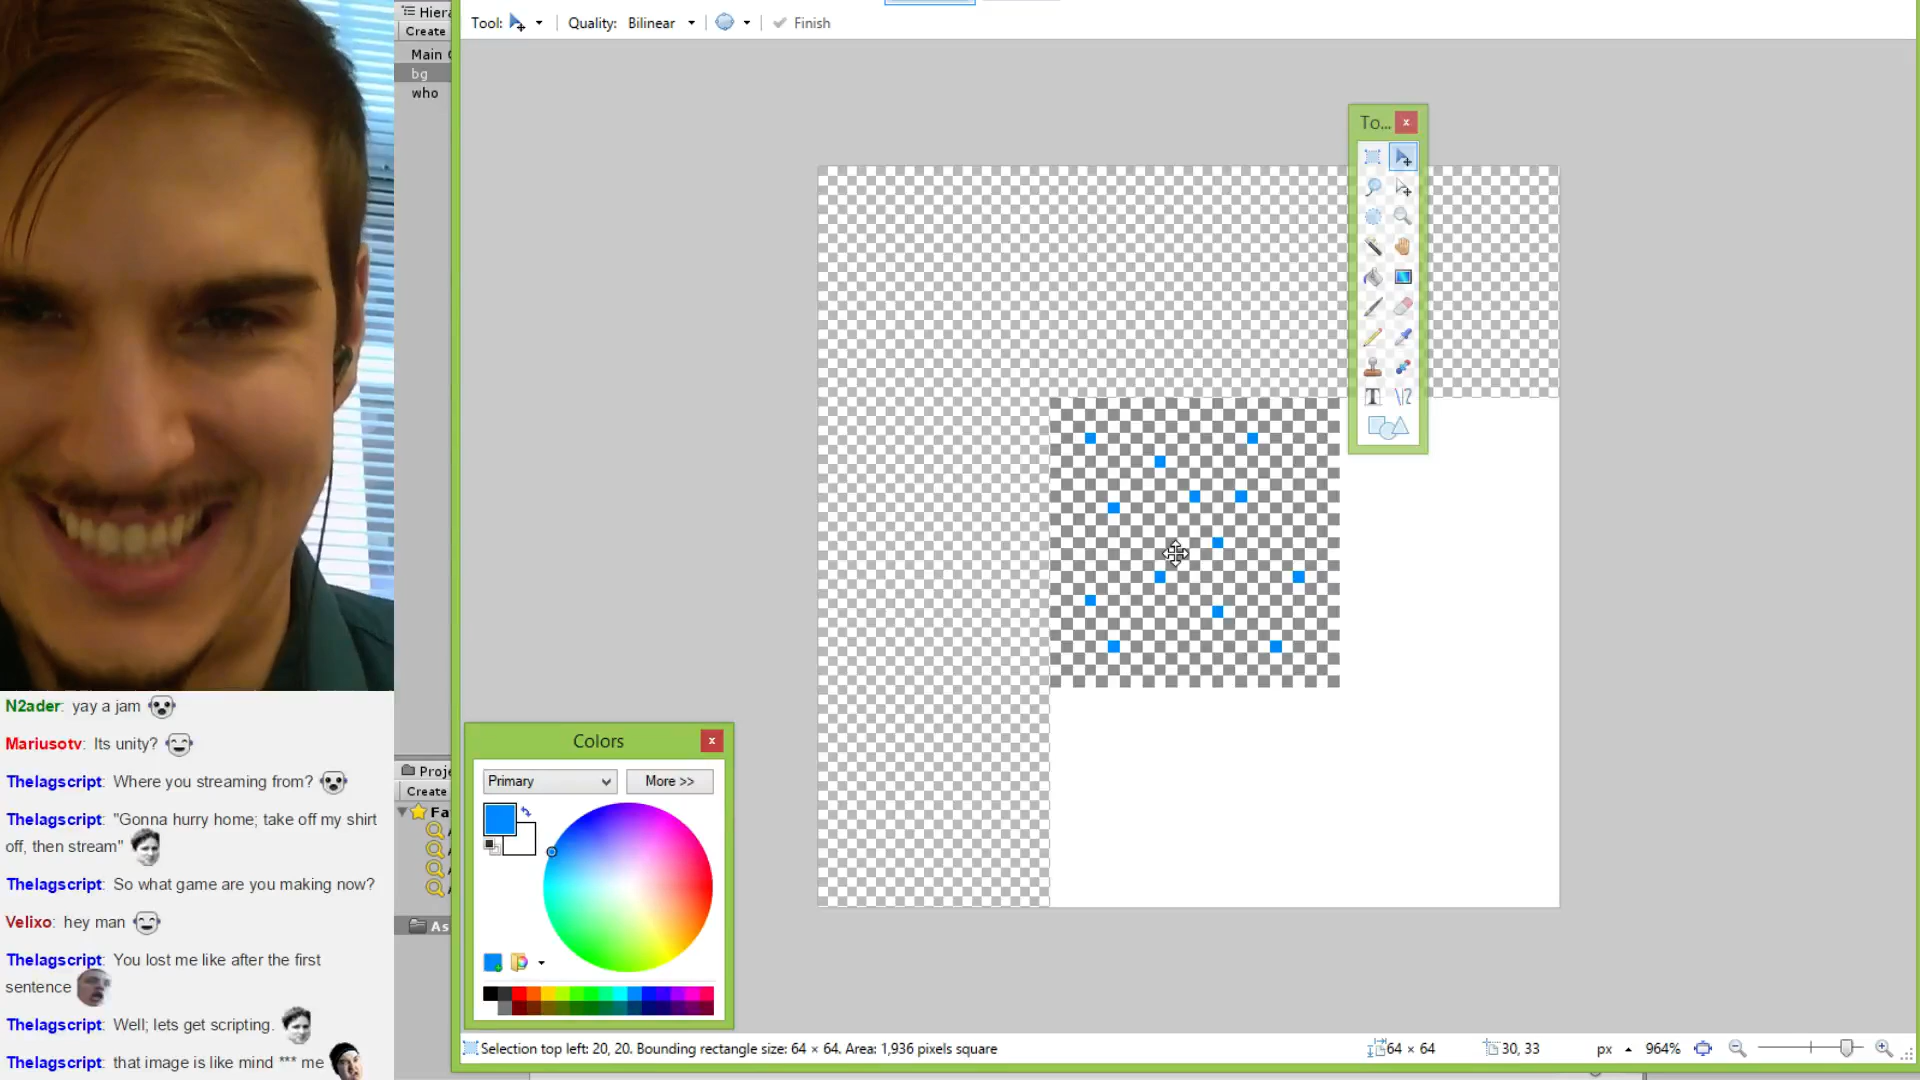 Hiera
Create
Main C
bg
who
Tool:
Quality: Bilinear
Finish
To...
T
Colors
Primary
More >>
Proje
Create
Fa
As
N2ader: yay a jam
Mariusotv: Its unity?
Thelagscript: Where you streaming from?
Thelagscript: "Gonna hurry home; take off my shirt
off, then stream"
Thelagscript: So what game are you making now?
Velixo: hey man
Thelagscript: You lost me like after the first
sentence
Thelagscript: Well; lets get scripting.
Thelagscript: that image is like mind *** me
Selection top left: 20, 20. Bounding rectangle size: 64 × 64. Area: 1,936 pixels square
64 × 64
30, 33
px
964%